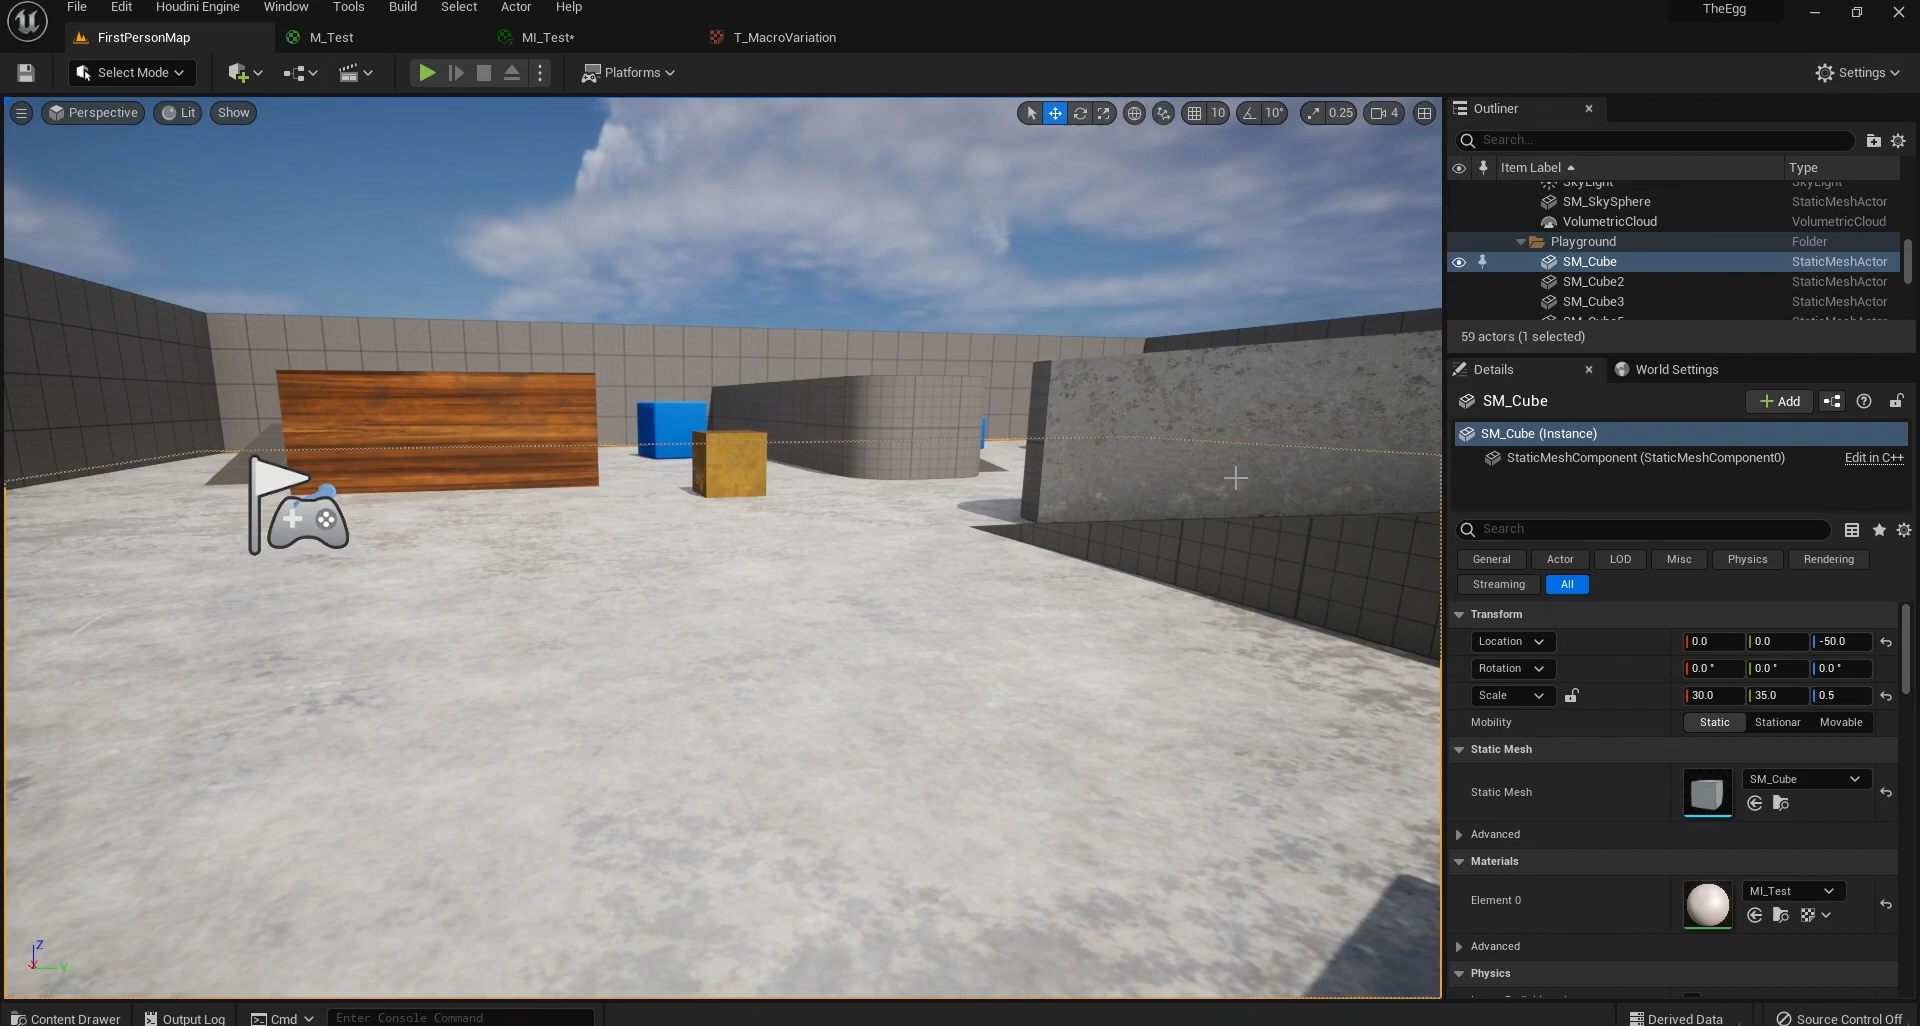 File Edit Houdini Engine Window Tools Build Select Actor Help
TheEgg
FirstPersonMap M_Test MI_Test* T_MacroVariation
Select Mode Platforms Settings
Perspective Lit Show 10 10° 0.25 4
Outliner
Search...
Item Label Type
SkyLight SkyLight
SM_SkySphere StaticMeshActor
VolumetricCloud VolumetricCloud
Playground Folder
SM_Cube StaticMeshActor
SM_Cube2 StaticMeshActor
SM_Cube3 StaticMeshActor
59 actors (1 selected)
Details World Settings
SM_Cube Add
SM_Cube (Instance)
StaticMeshComponent (StaticMeshComponent0) Edit in C++
Search
General Actor LOD Misc Physics Rendering
Streaming All
Transform
Location 0.0 0.0 -50.0
Rotation 0.0 ° 0.0 ° 0.0 °
Scale 30.0 35.0 0.5
Mobility Static Stationar Movable
Static Mesh
Static Mesh SM_Cube
Advanced
Materials
Element 0 MI_Test
Advanced
Physics
Z
X
Y
Content Drawer Output Log Cmd Enter Console Command Derived Data Source Control Off